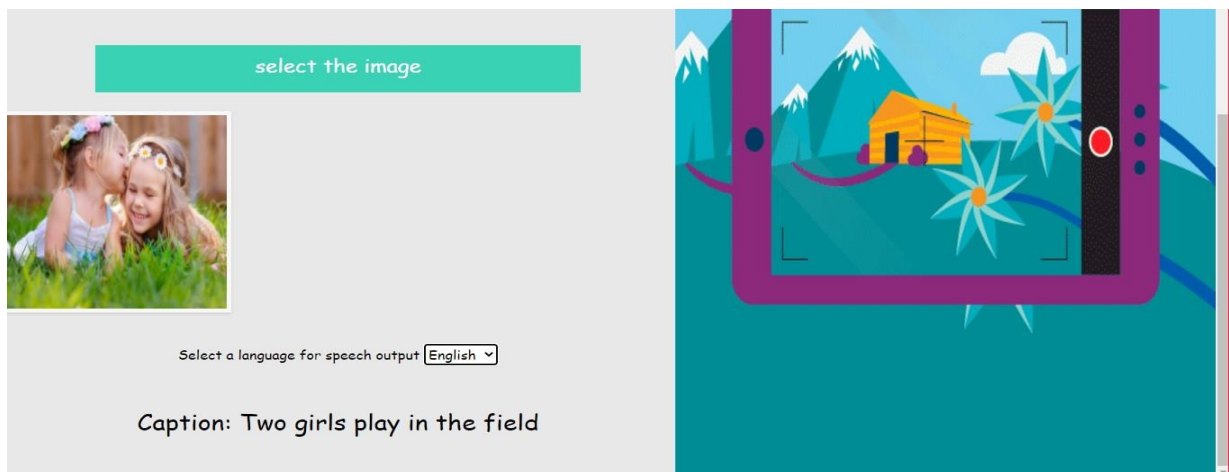 select the image
Select a language for speech output English
Caption: Two girls play in the field